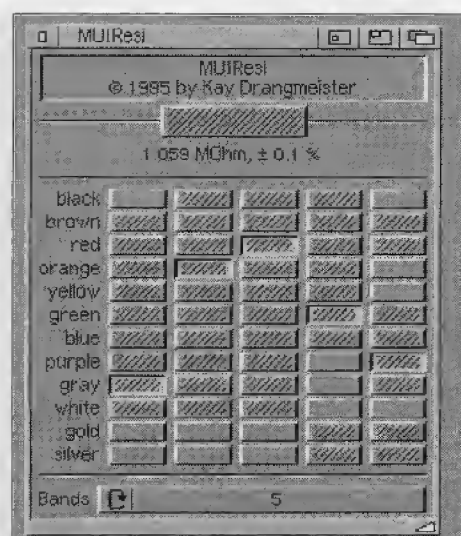 MUIResi
MUIResi
© 1995 by Kay Drangmeister
1.059 MOhm, ± 0.1 %
black
brown
red
orange
yellow
green
blue
purple
gray
white
gold
silver
Bands 5